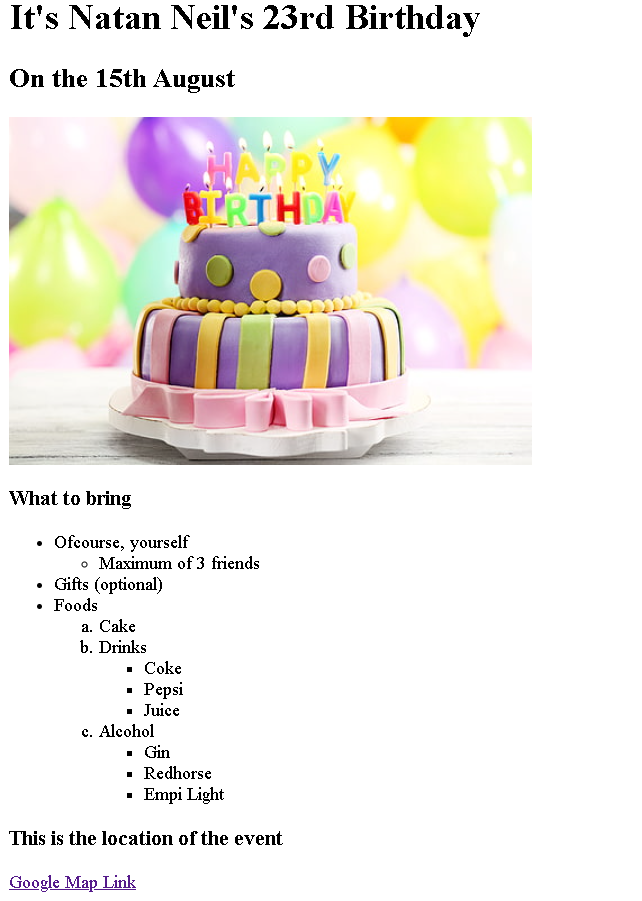 It's Natan Neil's 23rd Birthday
On the 15th August
HAPPY
BIRTHDAY
What to bring
Ofcourse, yourself
Maximum of 3 friends
Gifts (optional)
Foods
a. Cake
b. Drinks
Coke
Pepsi
Juice
c. Alcohol
Gin
Redhorse
Empi Light
This is the location of the event
Google Map Link